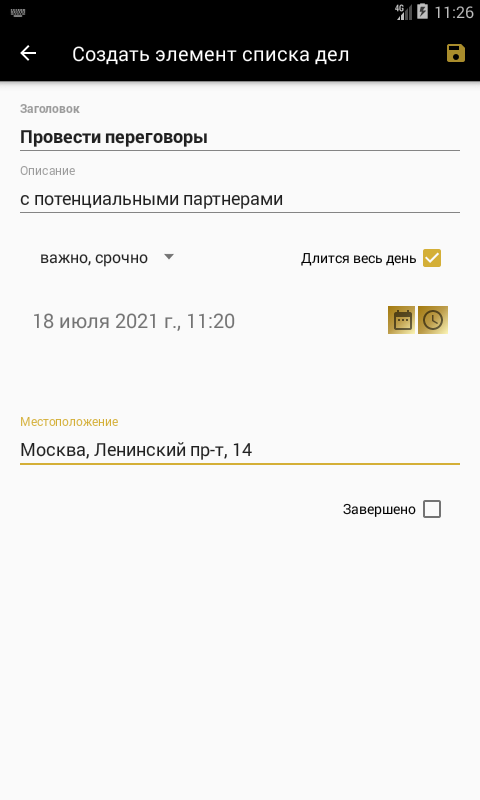 4G 11:26
Создать элемент списка дел
Заголовок
Провести переговоры
Описание
с потенциальными партнерами
важно, срочно Длится весь день
18 июля 2021 г., 11:20
Местоположение
Москва, Ленинский пр-т, 14
Завершено